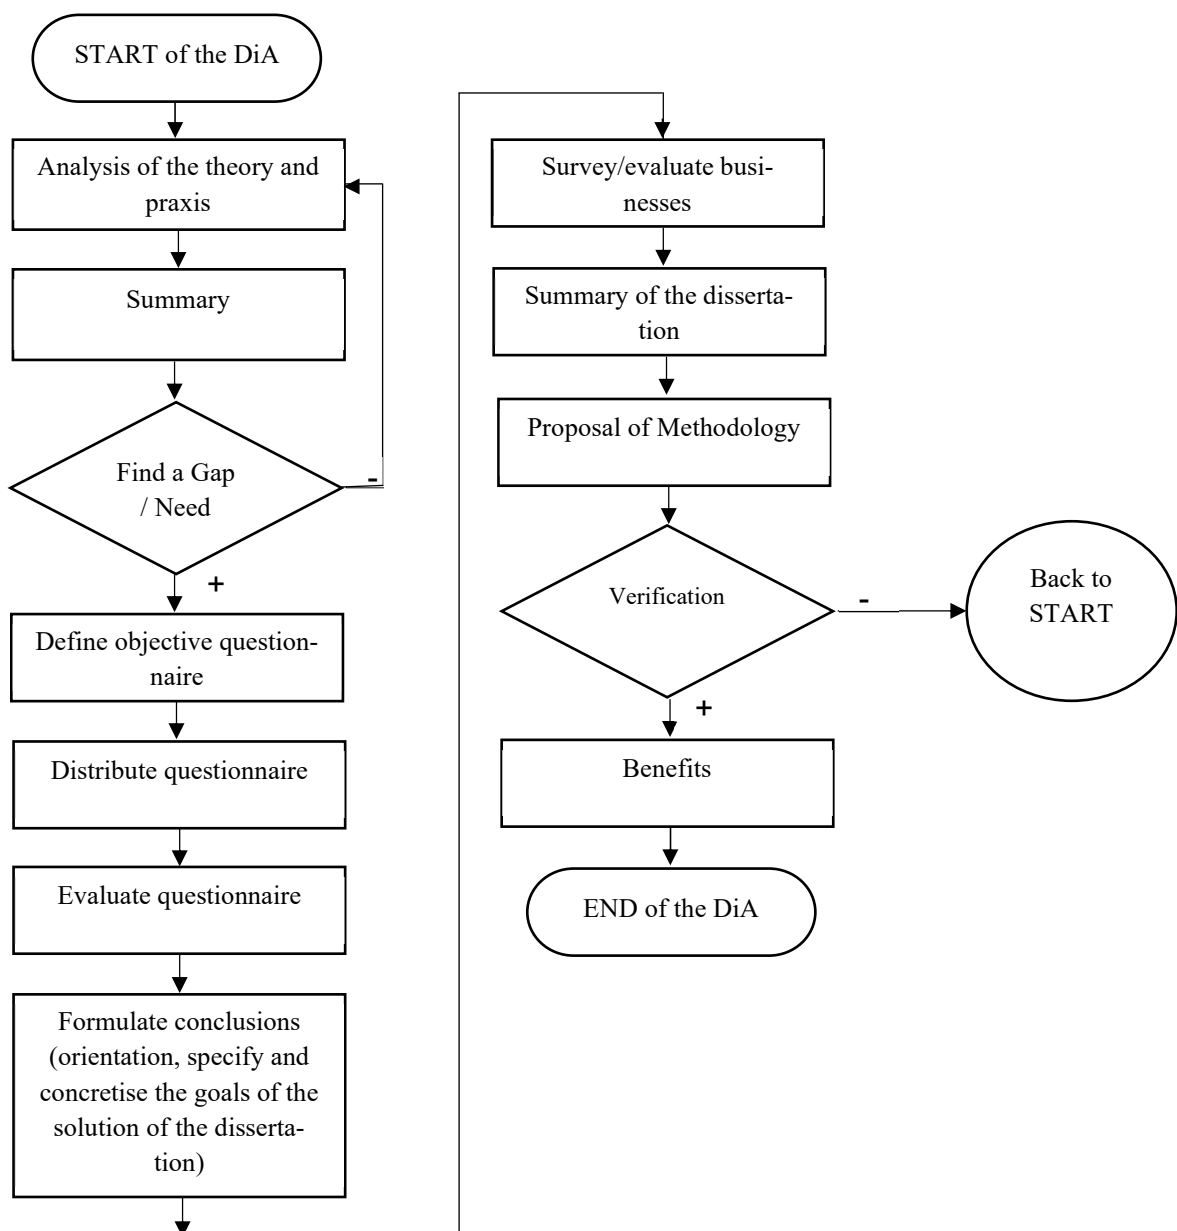 START of the DiA
Analysis of the theory and
praxis
Summary
Find a Gap
/ Need
-
+
Define objective question-
naire
Distribute questionnaire
Evaluate questionnaire
Formulate conclusions
(orientation, specify and
concretise the goals of the
solution of the disserta-
tion)
Survey/evaluate busi-
nesses
Summary of the disserta-
tion
Proposal of Methodology
Verification
-
+
Back to
START
Benefits
END of the DiA